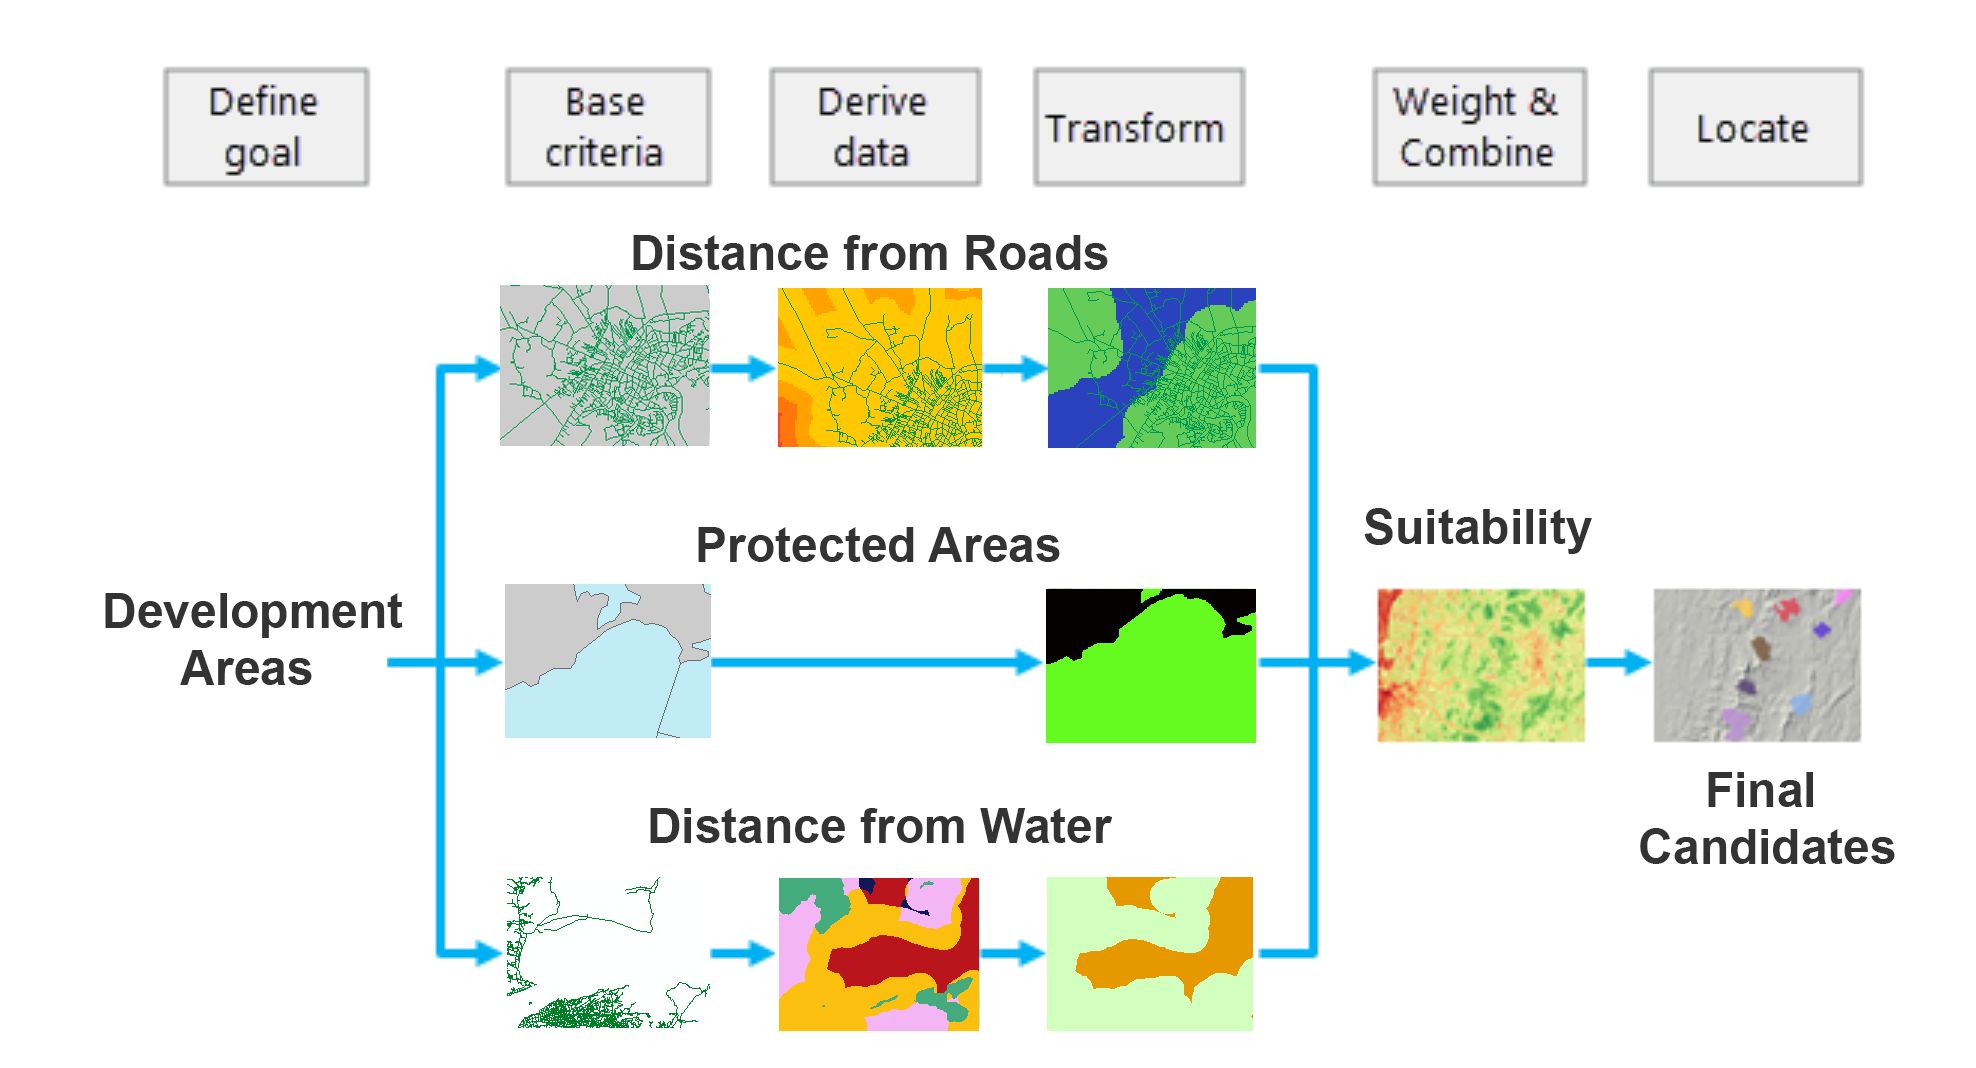 Define
goal
Base
criteria
Derive
data
Transform
Weight &
Combine
Locate
Distance from Roads
Protected Areas
Suitability
Development
Areas
Distance from Water
Final
Candidates